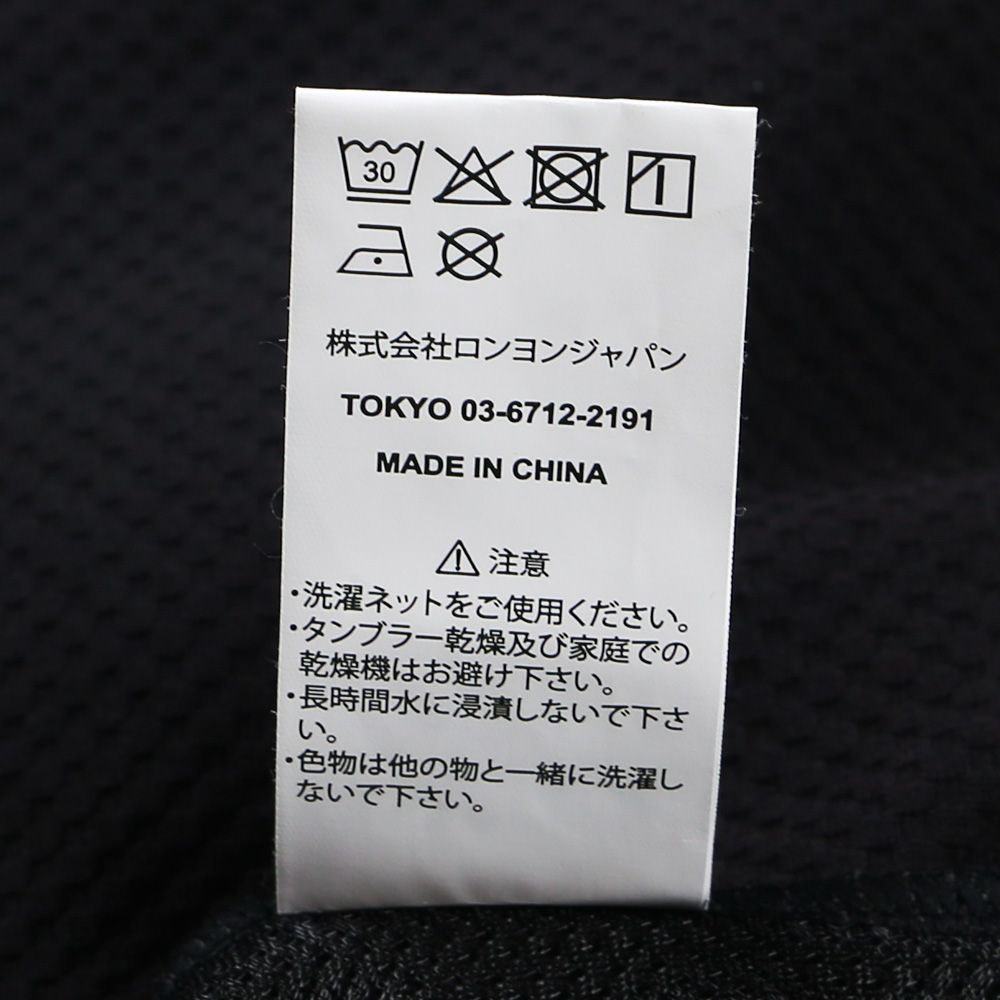 30
株式会社ロンヨンジャパン
TOKYO 03-6712-2191
MADE IN CHINA
注意
・洗濯ネットをご使用ください。
・タンブラー乾燥及び家庭での
乾燥機はお避け下さい。
・長時間水に浸漬しないで下さ
い。
・色物は他の物と一緒に洗濯し
ないで下さい。